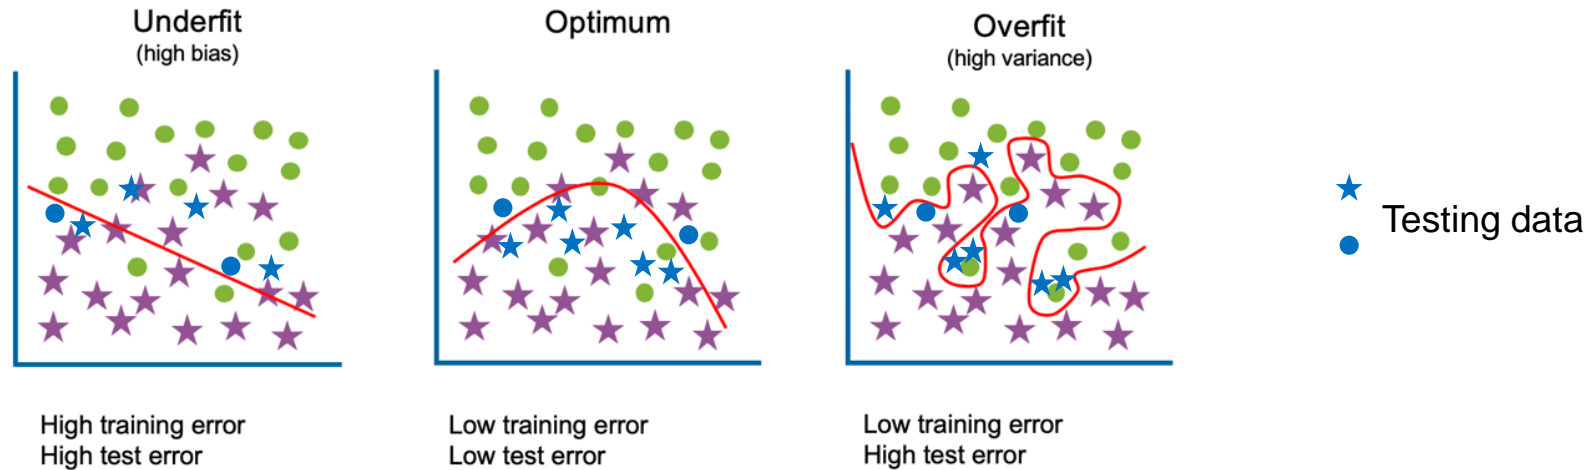 Underfit
(high bias)
Optimum
Overfit
(high variance)
Testing data
High training error
High test error
Low training error
Low test error
Low training error
High test error